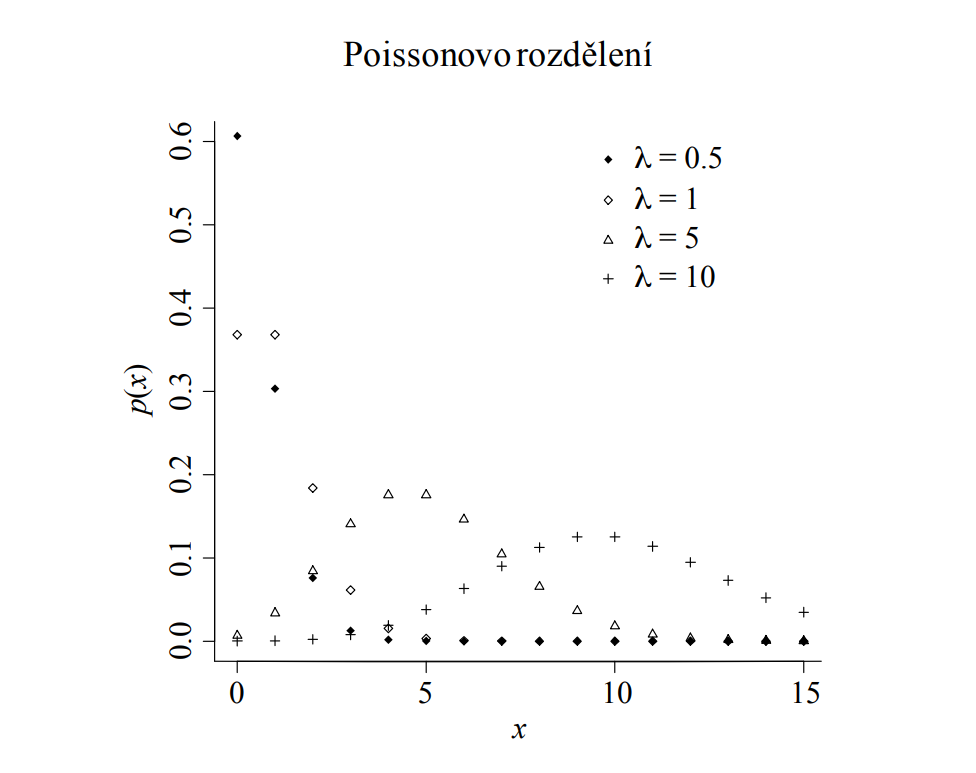 Poissonovo rozdělení
λ = 0.5
λ = 1
λ = 5
λ = 10
p(x)
0.6
0.5
0.4
0.3
0.2
0.1
0.0
0 5 10 15
x